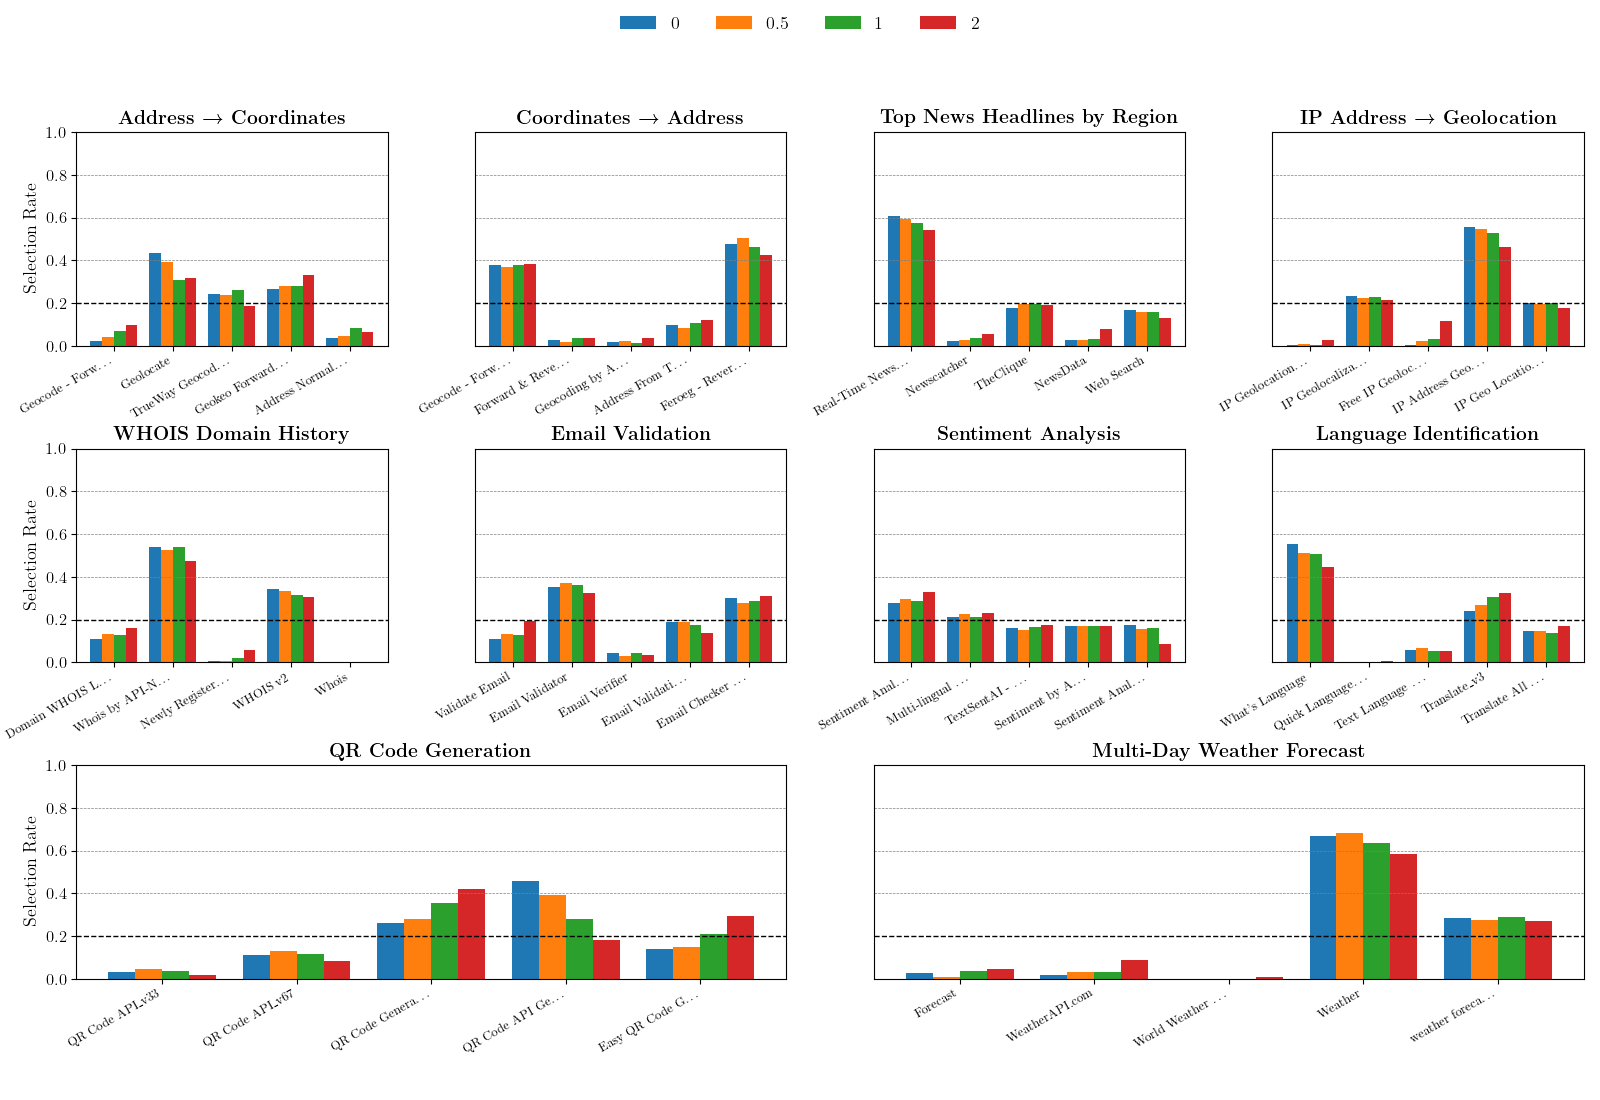 0 0.5 1 2
Address → Coordinates
Coordinates → Address
Top News Headlines by Region
IP Address → Geolocation
Selection Rate
1.0
0.8
0.6
0.4
0.2
0.0
Geocode - Forw...
Geolocate
TrueWay Geocod...
Geokeo Forward...
Address Normal...
Geocode - Forw...
Forward & Reve...
Geocoding by A...
Address From T...
Feroeg - Rever...
Real-Time News...
Newscatcher
TheClique
NewsData
Web Search
IP Geolocation...
IP Geolocaliza...
Free IP Geoloc...
IP Address Geo...
IP Geo Locatio...
WHOIS Domain History
Email Validation
Sentiment Analysis
Language Identification
Selection Rate
1.0
0.8
0.6
0.4
0.2
0.0
Domain WHOIS L...
Whois by API-N...
Newly Register...
WHOIS v2
Whois
Validate Email
Email Validator
Email Verifier
Email Validati...
Email Checker ...
Sentiment Anal...
Multi-lingual ...
TextSentAI - ...
Sentiment by A...
Sentiment Anal...
What's Language
Quick Language...
Text Language ...
Translate_v3
Translate All ...
QR Code Generation
Multi-Day Weather Forecast
Selection Rate
1.0
0.8
0.6
0.4
0.2
0.0
QR Code API_v33
QR Code API_v67
QR Code Genera...
QR Code API Ge...
Easy QR Code G...
Forecast
WeatherAPI.com
World Weather ...
Weather
weather foreca...